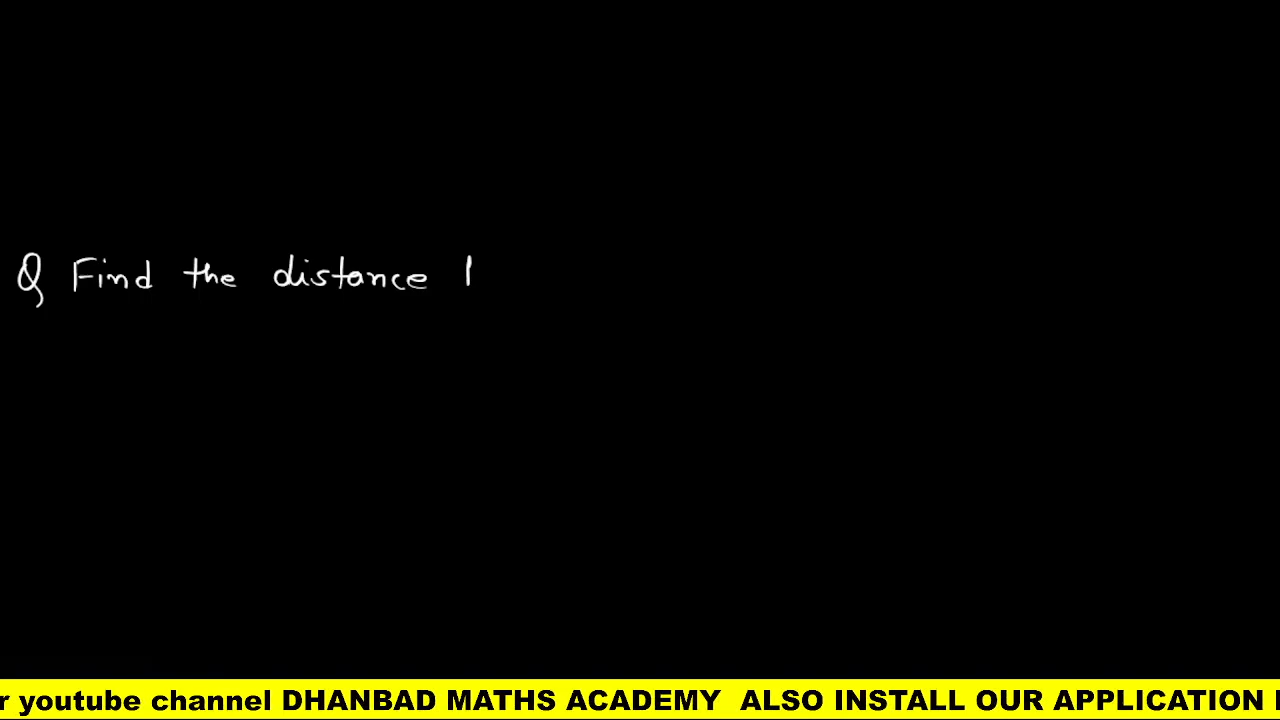 Q Find the distance
r youtube channel DHANBAD MATHS ACADEMY ALSO INSTALL OUR APPLICATION